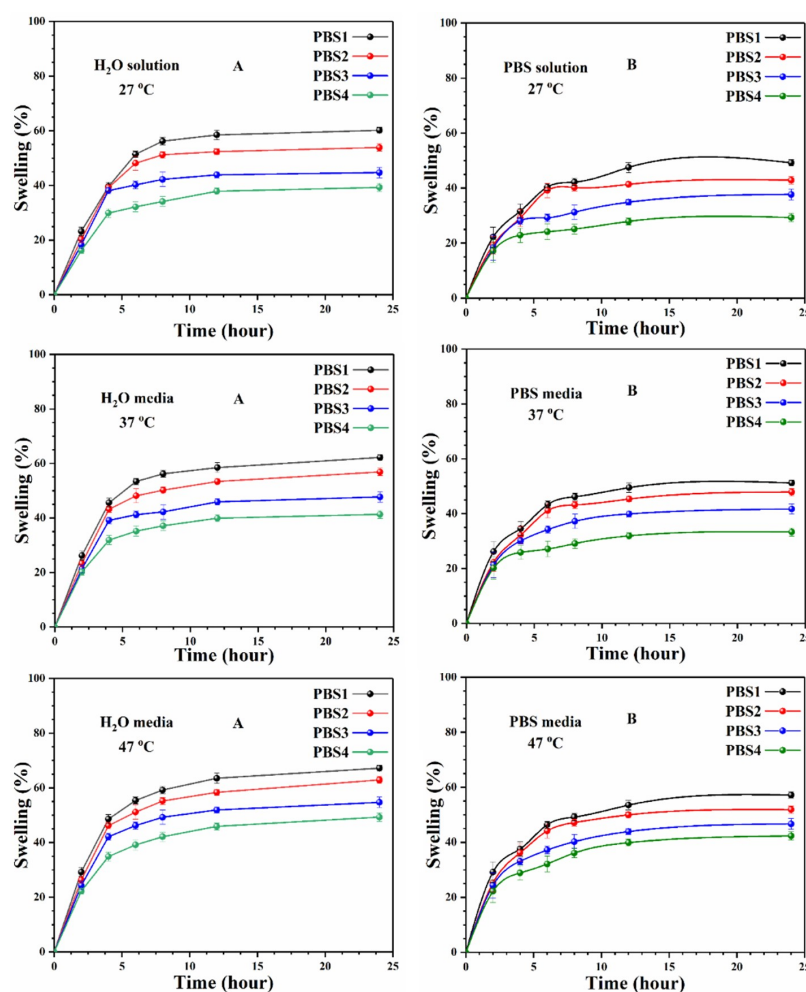 100
80
60
40
20
0
Swelling (%)
H₂O solution
27 °C
A
PBS1
PBS2
PBS3
PBS4
0 5 10 15 20 25
Time (hour)
100
80
60
40
20
0
Swelling (%)
PBS solution
27 °C
B
PBS1
PBS2
PBS3
PBS4
0 5 10 15 20 25
Time (hour)
100
80
60
40
20
0
Swelling (%)
H₂O media
37 °C
A
PBS1
PBS2
PBS3
PBS4
0 5 10 15 20 25
Time (hour)
100
80
60
40
20
0
Swelling (%)
PBS media
37 °C
B
PBS1
PBS2
PBS3
PBS4
0 5 10 15 20 25
Time (hour)
100
80
60
40
20
0
Swelling (%)
H₂O media
47 °C
A
PBS1
PBS2
PBS3
PBS4
0 5 10 15 20 25
Time (hour)
100
80
60
40
20
0
Swelling (%)
PBS media
47 °C
B
PBS1
PBS2
PBS3
PBS4
0 5 10 15 20 25
Time (hour)